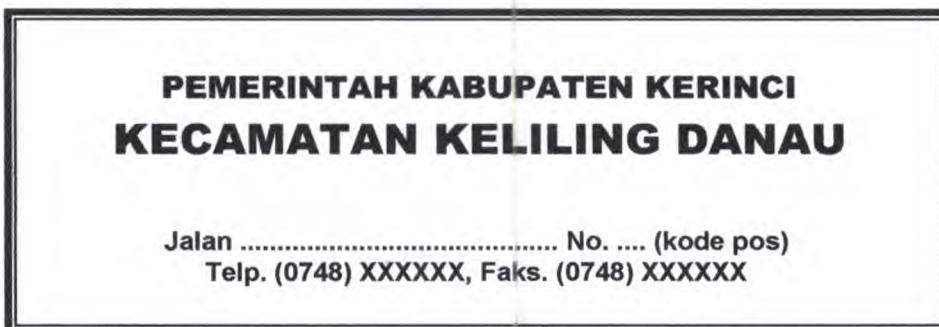 PEMERINTAH KABUPATEN KERINCI
KECAMATAN KELILING DANAU
Jalan ........................................... No. .... (kode pos)
Telp. (0748) XXXXXX, Faks. (0748) XXXXXX